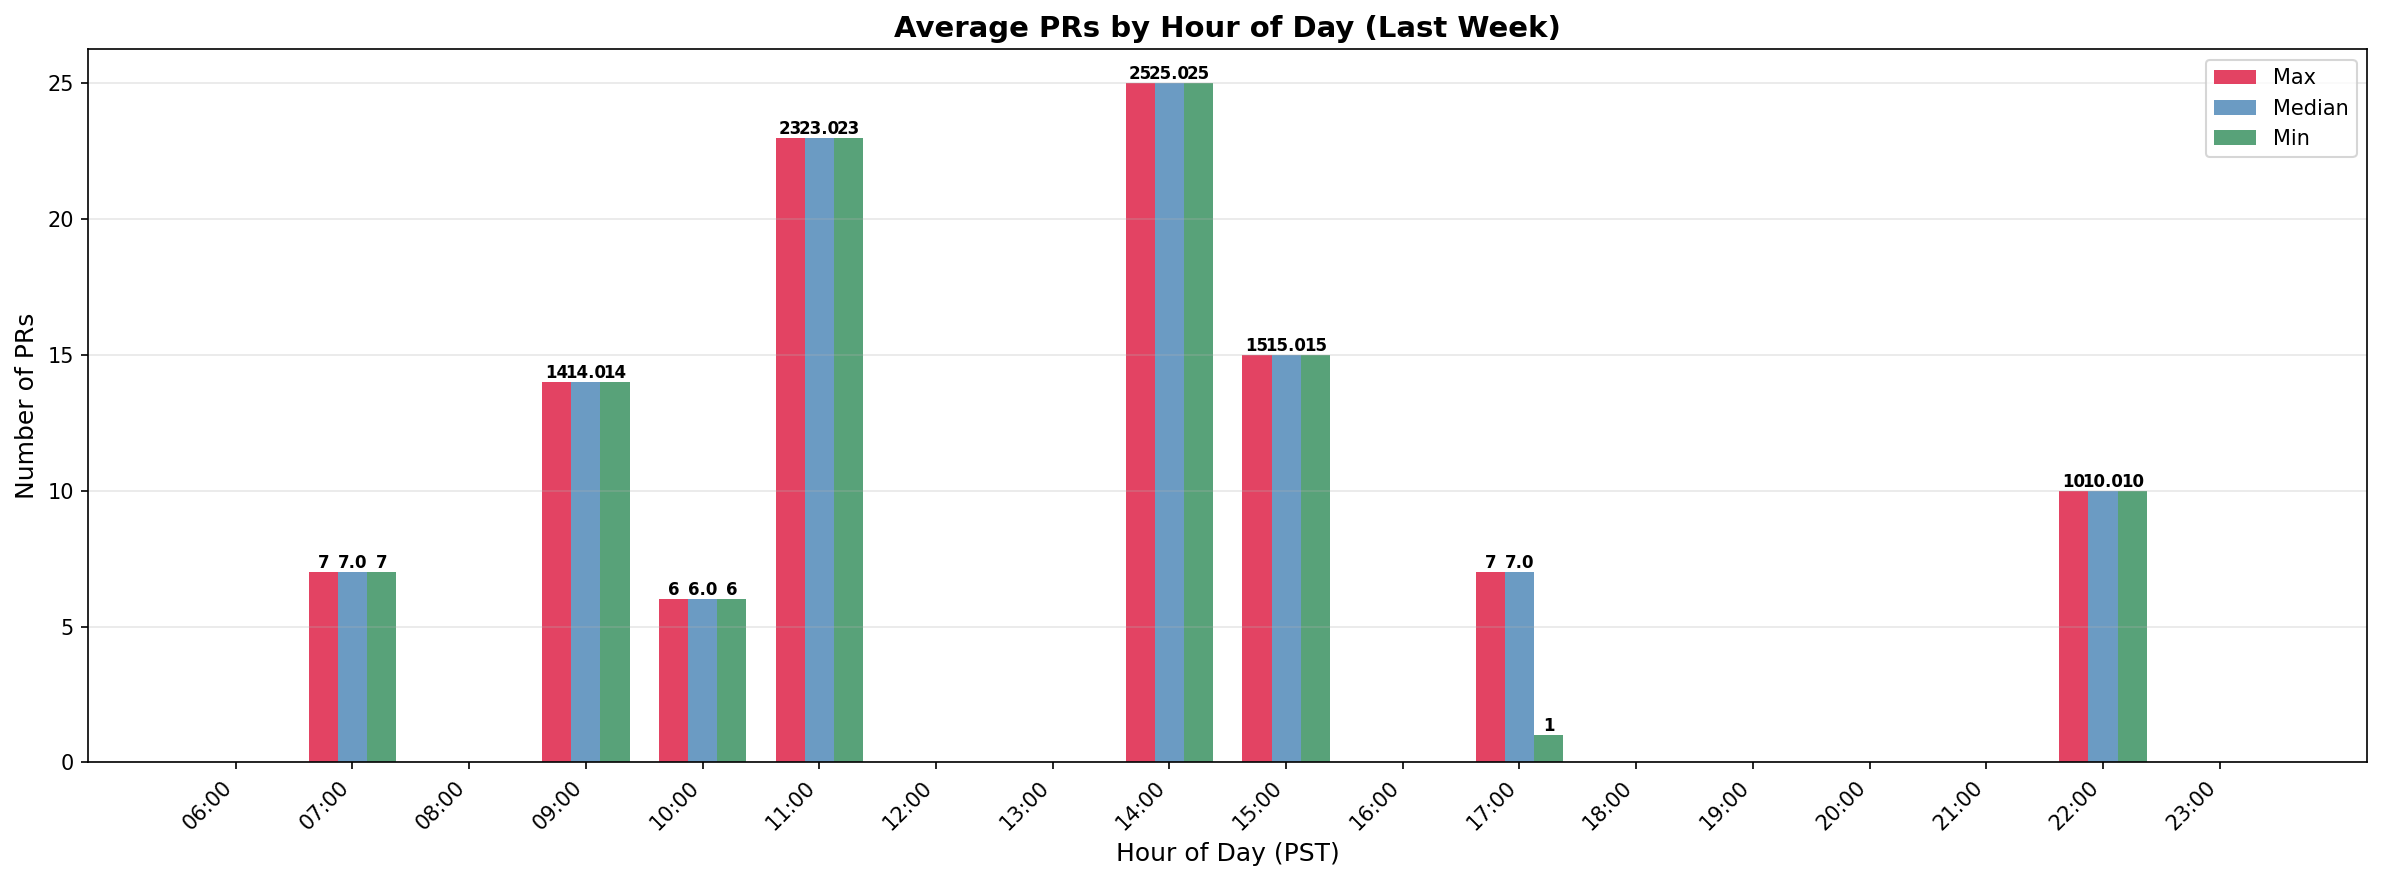 Average PRs by Hour of Day (Last Week)
Max
Median
Min
Number of PRs
25
20
15
10
5
0
7 7.0 7
14 14.0 14
6 6.0 6
23 23.0 23
25 25.0 25
15 15.0 15
7 7.0 1
10 10.0 10
06:00 07:00 08:00 09:00 10:00 11:00 12:00 13:00 14:00 15:00 16:00 17:00 18:00 19:00 20:00 21:00 22:00 23:00
Hour of Day (PST)